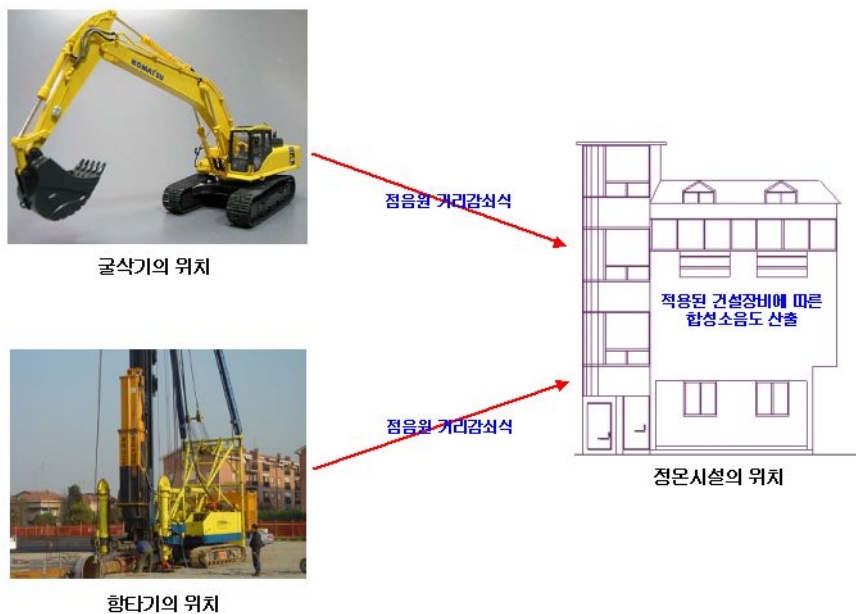 KOMATSU
점음원 거리감쇠식
굴삭기의 위치
적용된 건설장비에 따른
합성소음도 산출
점음원 거리감쇠식
정온시설의 위치
항타기의 위치